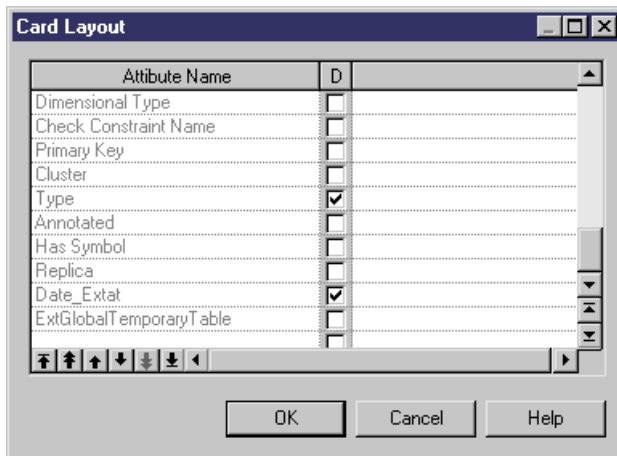 Card Layout
Attibute Name D
Dimensional Type
Check Constraint Name
Primary Key
Cluster
Type
Annotated
Has Symbol
Replica
Date_Extat
ExtGlobalTemporaryTable
OK Cancel Help